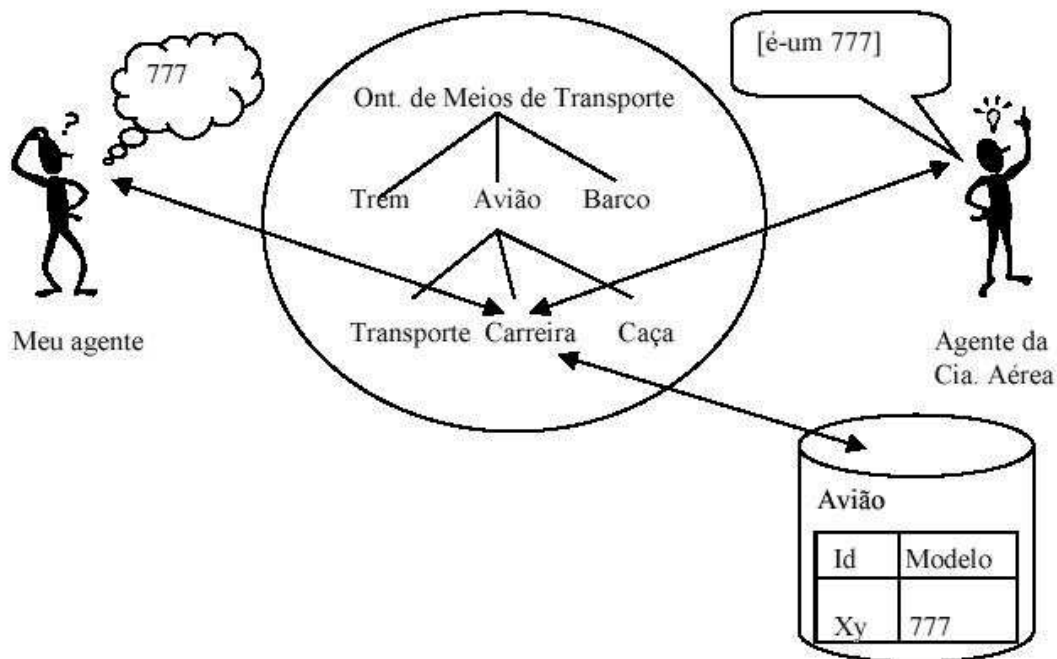 777
?
[é-um 777]
Ont. de Meios de Transporte
Trem Avião Barco
Transporte Carreira Caça
Meu agente
Agente da
Cia. Aérea
Avião
Id Modelo
Xy 777